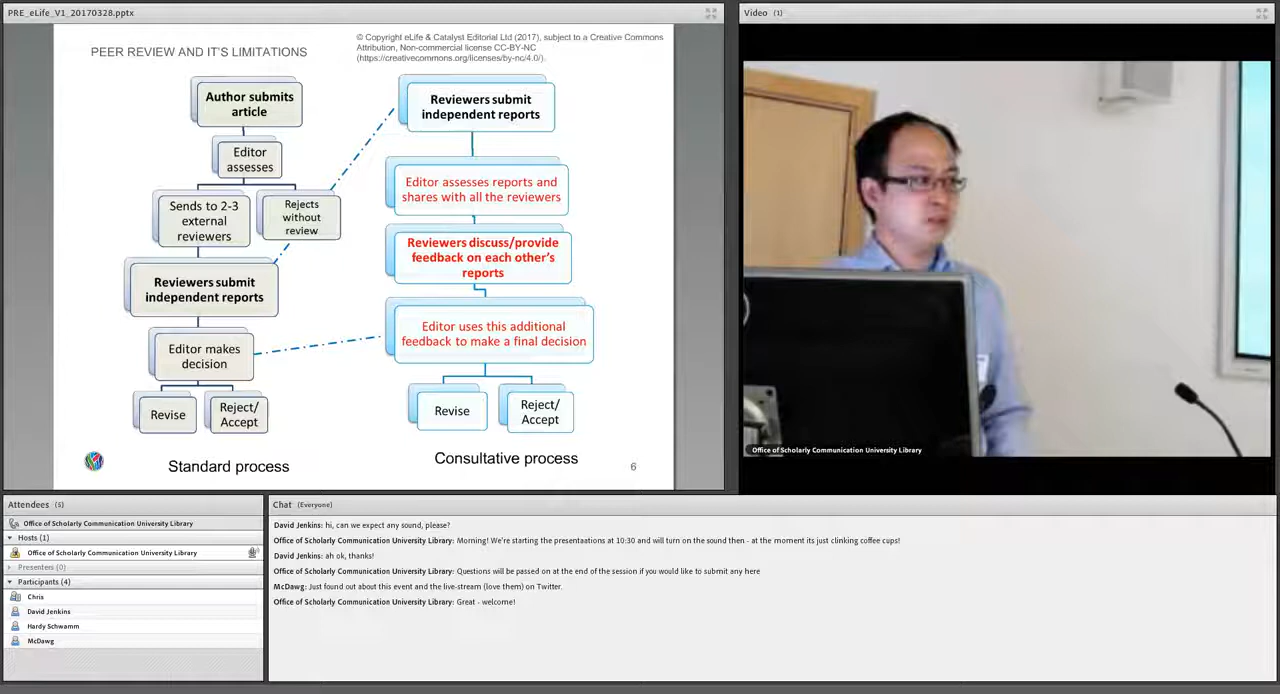 PRE_eLife_V1_20170328.pptx
PEER REVIEW AND IT'S LIMITATIONS
© Copyright eLife & Catalyst Editorial Ltd (2017), subject to a Creative Commons
Attribution, Non-commercial license CC-BY-NC
(https://creativecommons.org/licenses/by-nc/4.0/).
Author submits
article
Editor
assesses
Sends to 2-3
external
reviewers
Rejects
without
review
Reviewers submit
independent reports
Editor makes
decision
Revise
Reject/
Accept
Standard process
Reviewers submit
independent reports
Editor assesses reports and
shares with all the reviewers
Reviewers discuss/provide
feedback on each other's
reports
Editor uses this additional
feedback to make a final decision
Revise
Reject/
Accept
Consultative process
6
Video (1)
Office of Scholarly Communication University Library
Attendees (5)
Office of Scholarly Communication University Library
Hosts (1)
Office of Scholarly Communication University Library
Presenters (0)
Participants (4)
Chris
David Jenkins
Hardy Schwamm
McDawg
Chat (Everyone)
David Jenkins: hi, can we expect any sound, please?
Office of Scholarly Communication University Library: Morning! We're starting the presentaations at 10:30 and will turn on the sound then - at the moment its just clinking coffee cups!
David Jenkins: ah ok, thanks!
Office of Scholarly Communication University Library: Questions will be passed on at the end of the session if you would like to submit any here
McDawg: Just found out about this event and the live-stream (love them) on Twitter.
Office of Scholarly Communication University Library: Great - welcome!